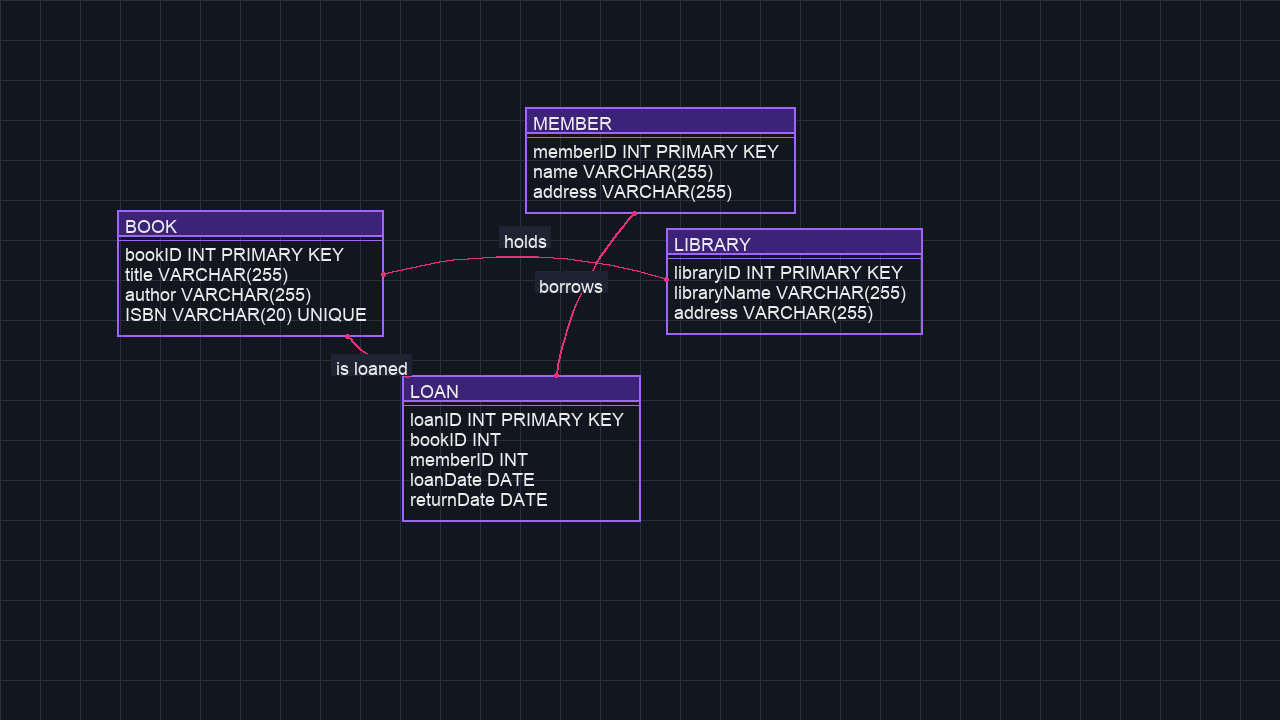 MEMBER
memberID INT PRIMARY KEY
name VARCHAR(255)
address VARCHAR(255)
BOOK
bookID INT PRIMARY KEY
title VARCHAR(255)
author VARCHAR(255)
ISBN VARCHAR(20) UNIQUE
holds
LIBRARY
libraryID INT PRIMARY KEY
libraryName VARCHAR(255)
address VARCHAR(255)
borrows
is loaned
LOAN
loanID INT PRIMARY KEY
bookID INT
memberID INT
loanDate DATE
returnDate DATE